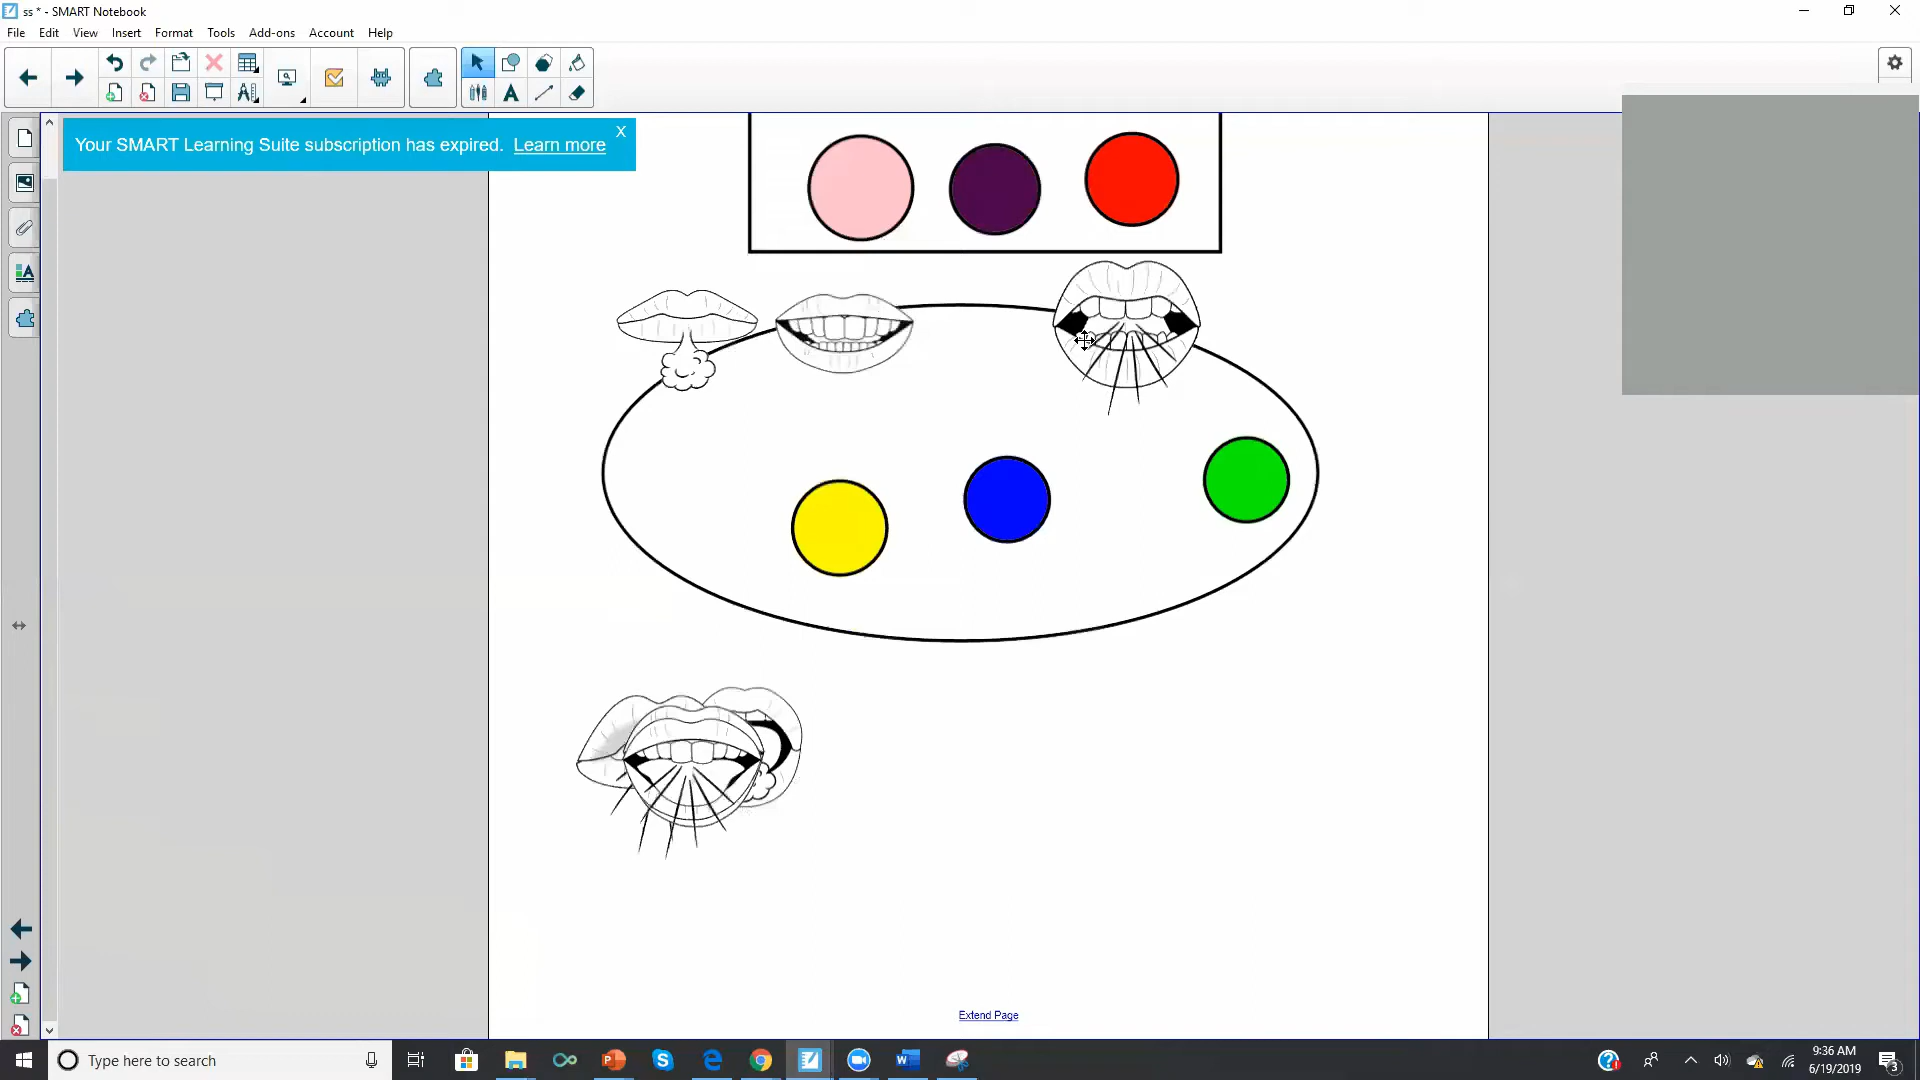 ss * - SMART Notebook
File Edit View Insert Format Tools Add-ons Account Help
Your SMART Learning Suite subscription has expired. Learn more X
Extend Page
Type here to search
9:36 AM
6/19/2019
3